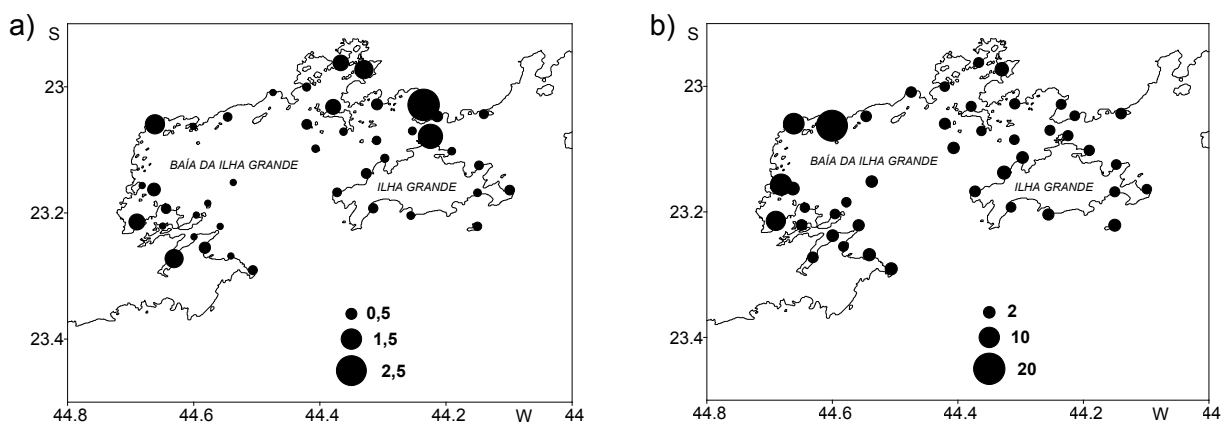 a)
S
23
23.2
23.4
BAÍA DA ILHA GRANDE
ILHA GRANDE
0,5
1,5
2,5
44.8
44.6
44.4
44.2
W
44
b)
S
23
23.2
23.4
BAÍA DA ILHA GRANDE
ILHA GRANDE
2
10
20
44.8
44.6
44.4
44.2
W
44